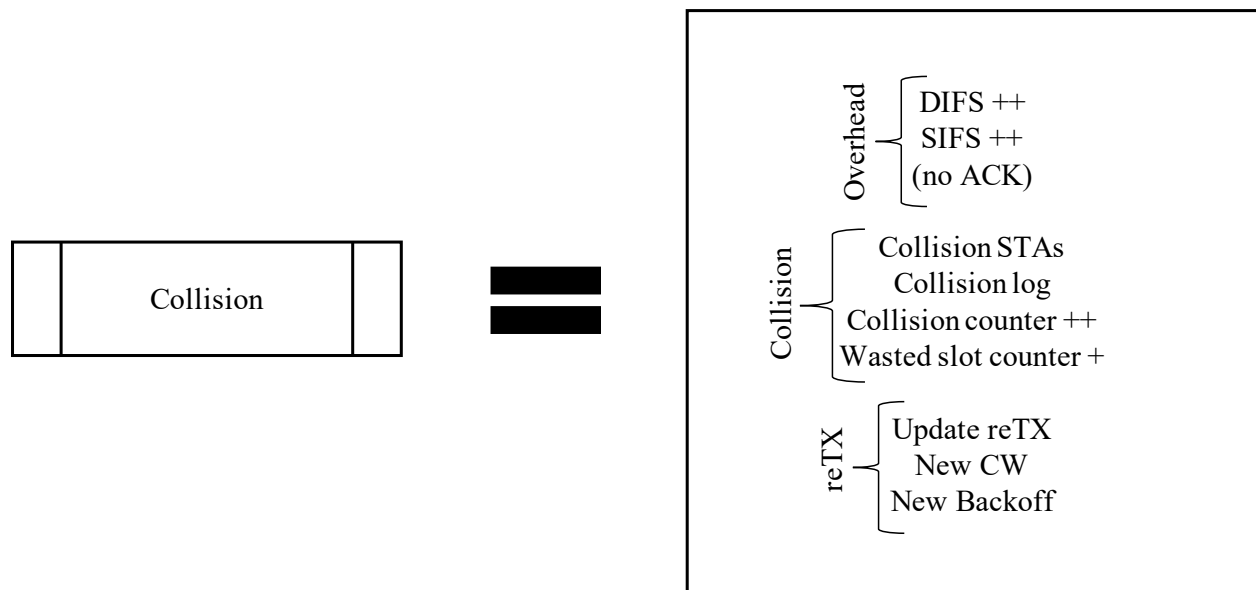 Collision
Overhead
DIFS ++
SIFS ++
(no ACK)
Collision
Collision STAs
Collision log
Collision counter ++
Wasted slot counter +
reTX
Update reTX
New CW
New Backoff